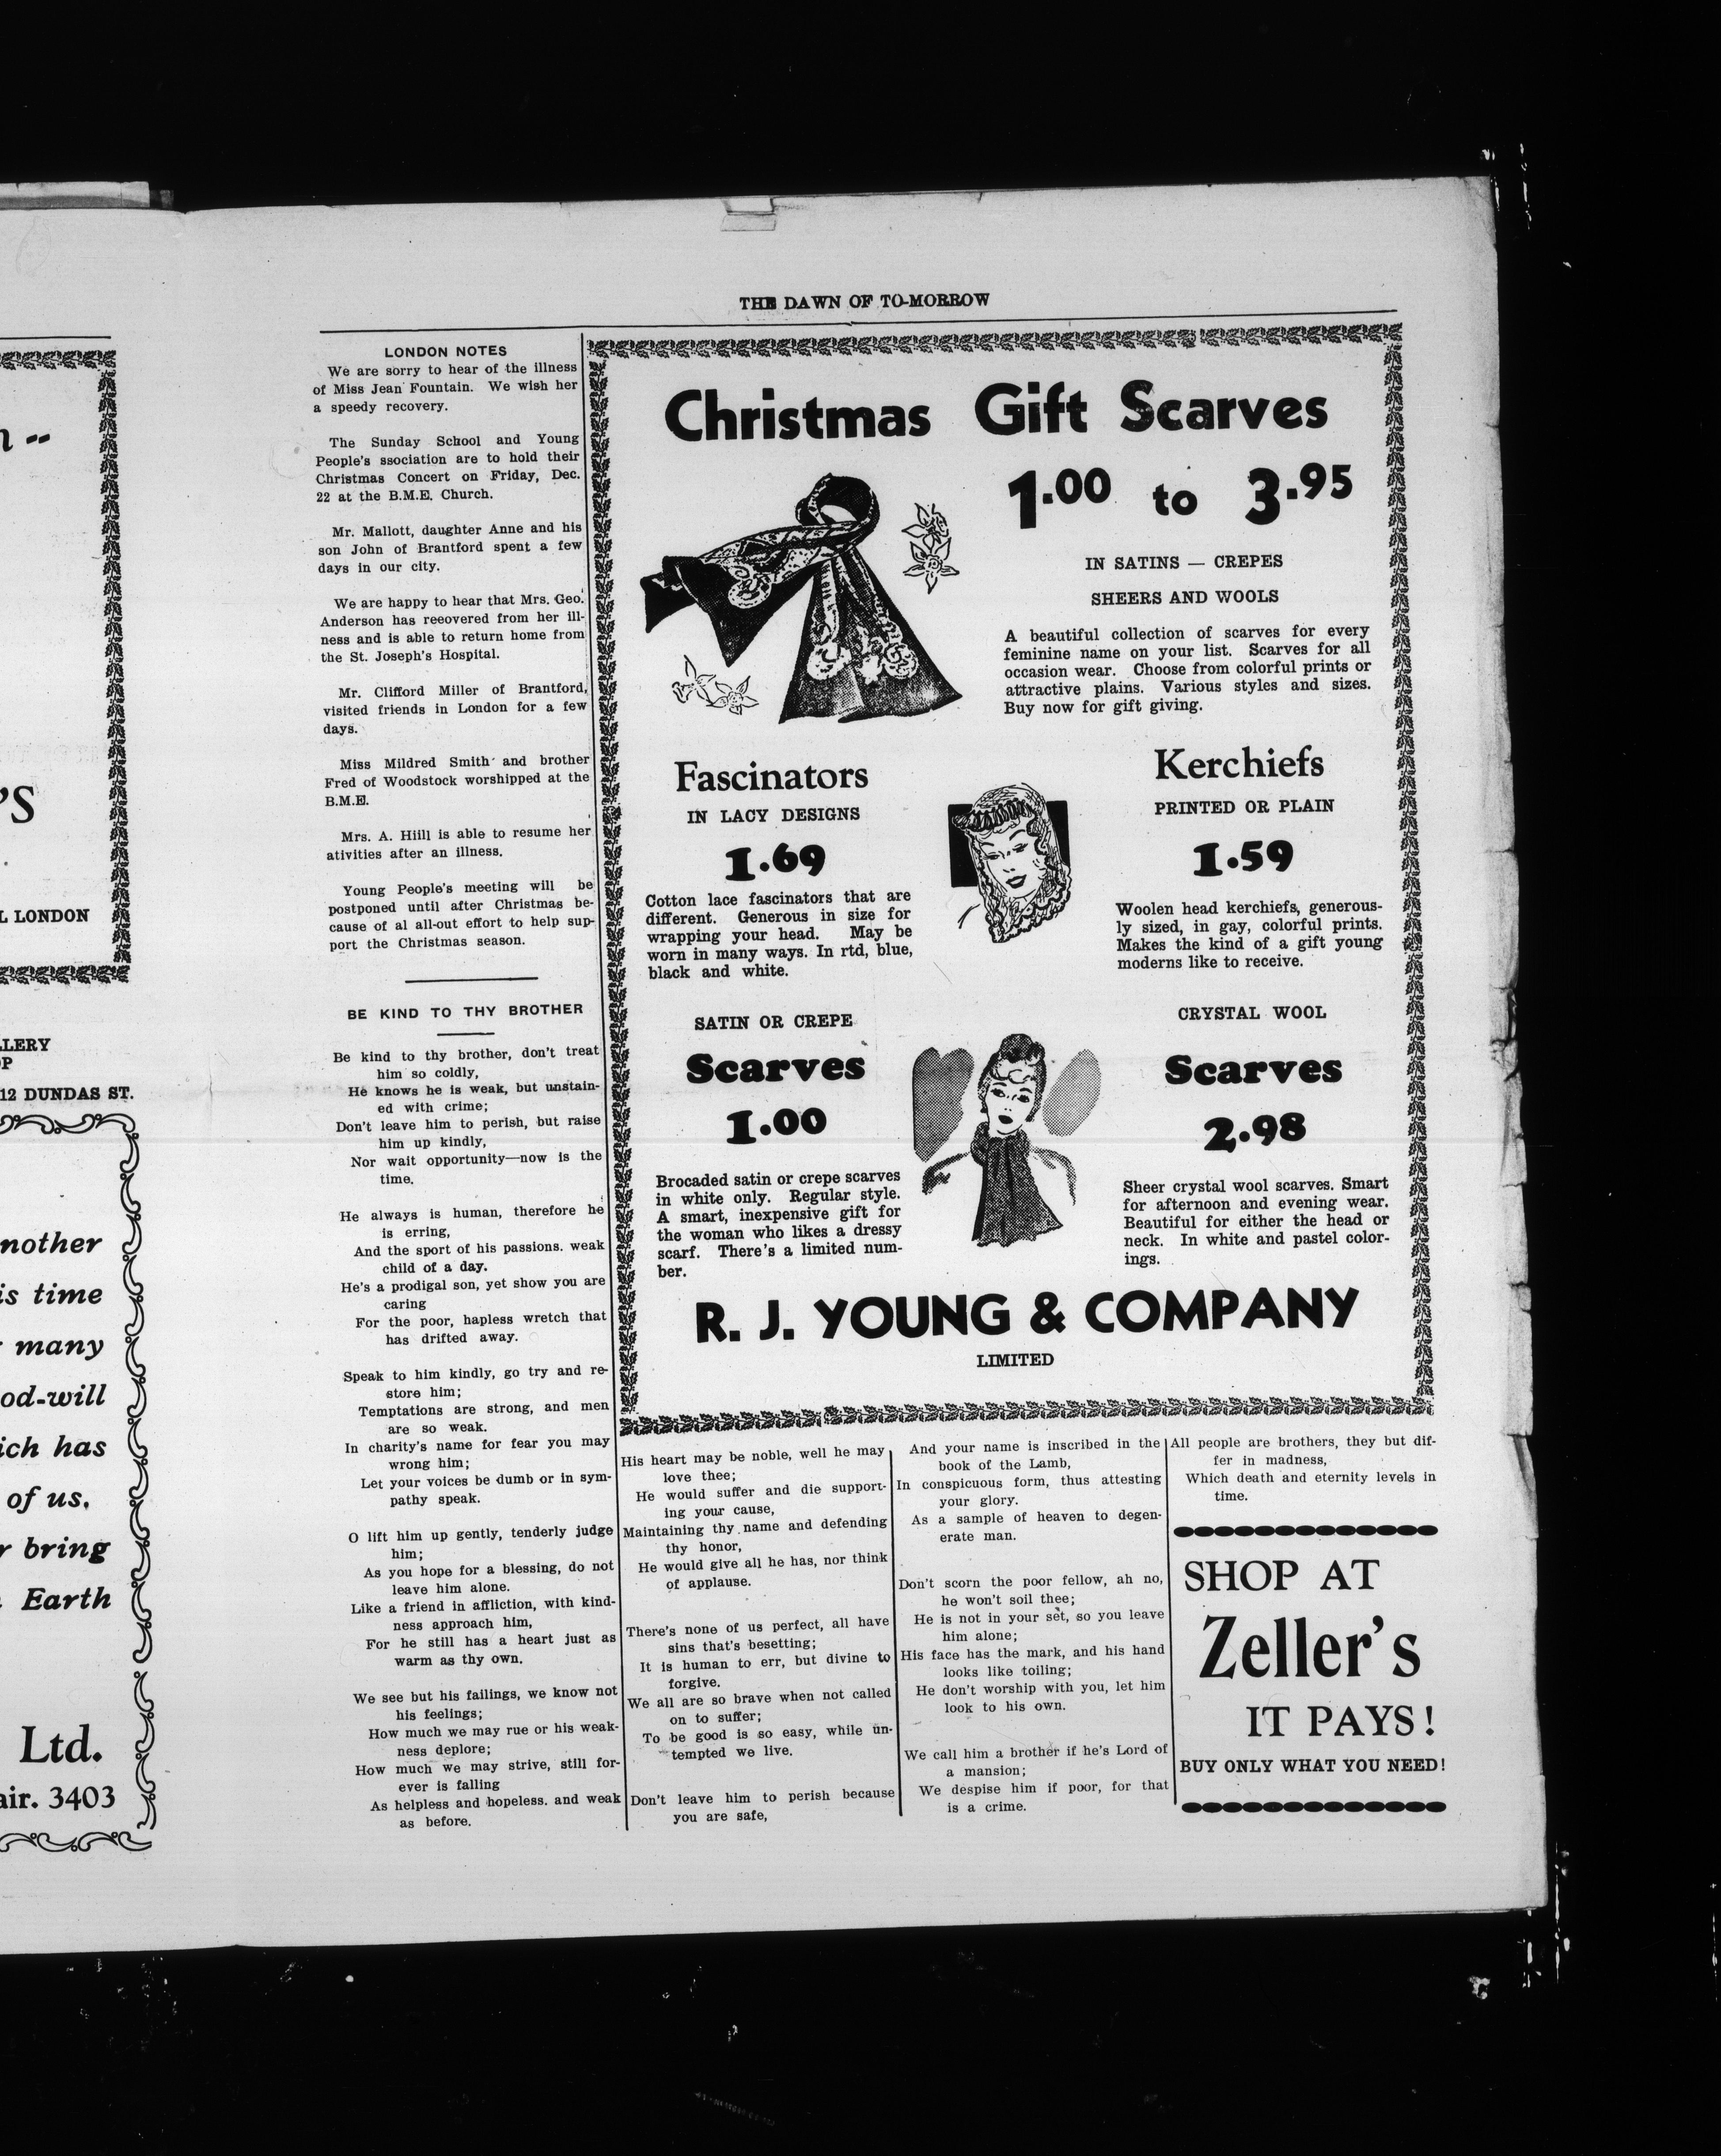 n--
'S
L LONDON
LLERY
OP
12 DUNDAS ST.
nother
is time
many
od-will
ich has
of us.
r bring
Earth
Ltd.
air. 3403
THE DAWN OF TO-MORROW
LONDON NOTES
We are sorry to hear of the illness
of Miss Jean Fountain. We wish her
a speedy recovery.
The Sunday School and Young
People's ssociation are to hold their
Christmas Concert on Friday, Dec.
22 at the B.M.E. Church.
Mr. Mallott, daughter Anne and his
son John of Brantford spent a few
days in our city.
We are happy to hear that Mrs. Geo.
Anderson has reeovered from her ill-
ness and is able to return home from
the St. Joseph's Hospital.
Mr. Clifford Miller of Brantford,
visited friends in London for a few
days.
Miss Mildred Smith and brother
Fred of Woodstock worshipped at the
B.M.E.
Mrs. A. Hiill is able to resume her
ativities after an illness.
Young People's meeting will be
postponed until after Christmas be-
cause of al all-out effort to help sup-
port the Christmas season.
BE KIND TO THY BROTHER
Be kind to thy brother, don't treat
him so coldly,
He knows he is weak, but unstain-
ed with crime;
Don't leave him to perish, but raise
him up kindly,
Nor wait opportunity—now is the
time.
He always is human, therefore he
is erring,
And the sport of his passions. weak
child of a day.
He's a prodigal son, yet show you are
caring
For the poor, hapless wretch that
has drifted away.
Speak to him kindly, go try and re-
store him;
Temptations are strong, and men
are so weak.
In charity's name for fear you may
wrong him;
Let your voices be dumb or in sym-
pathy speak.
O lift him up gently, tenderly judge
him;
As you hope for a blessing, do not
leave him alone.
Like a friend in affliction, with kind-
ness approach him,
For he still has a heart just as
warm as thy own.
We see but his failings, we know not
his feelings;
How much we may rue or his weak-
ness deplore;
How much we may strive, still for-
ever is falling
As helpless and hopeless. and weak
as before.
Christmas Gift Scarves
1.00 to 3.95
IN SATINS — CREPES
SHEERS AND WOOLS
A beautiful collection of scarves for every
feminine name on your list. Scarves for all
occasion wear. Choose from colorful prints or
attractive plains. Various styles and sizes.
Buy now for gift giving.
Fascinators
IN LACY DESIGNS
1.69
Cotton lace fascinators that are
different. Generous in size for
wrapping your head. May be
worn in many ways. In rtd, blue,
black and white.
Kerchiefs
PRINTED OR PLAIN
1.59
Woolen head kerchiefs, generous-
ly sized, in gay, colorful prints.
Makes the kind of a gift young
moderns like to receive.
SATIN OR CREPE
Scarves
1.00
Brocaded satin or crepe scarves
in white only. Regular style.
A smart, inexpensive gift for
the woman who likes a dressy
scarf. There's a limited num-
ber.
CRYSTAL WOOL
Scarves
2.98
Sheer crystal wool scarves. Smart
for afternoon and evening wear.
Beautiful for either the head or
neck. In white and pastel color-
ings.
R. J. YOUNG & COMPANY
LIMITED
His heart may be noble, well he may
love thee;
He would suffer and die support-
ing your cause,
Maintaining thy name and defending
thy honor,
He would give all he has, nor think
of applause.
There's none of us perfect, all have
sins that's besetting;
It is human to err, but divine to
forgive.
We all are so brave when not called
on to suffer;
To be good is so easy, while un-
tempted we live.
Don't leave him to perish because
you are safe,
And your name is inscribed in the
book of the Lamb,
In conspicuous form, thus attesting
your glory.
As a sample of heaven to degen-
erate man.
Don't scorn the poor fellow, ah no,
he won't soil thee;
He is not in your set, so you leave
him alone;
His face has the mark, and his hand
looks like toiling;
He don't worship with you, let him
look to his own.
We call him a brother if he's Lord of
a mansion;
We despise him if poor, for that
is a crime.
All people are brothers, they but dif-
fer in madness,
Which death and eternity levels in
time.
SHOP AT
Zeller's
IT PAYS!
BUY ONLY WHAT YOU NEED!